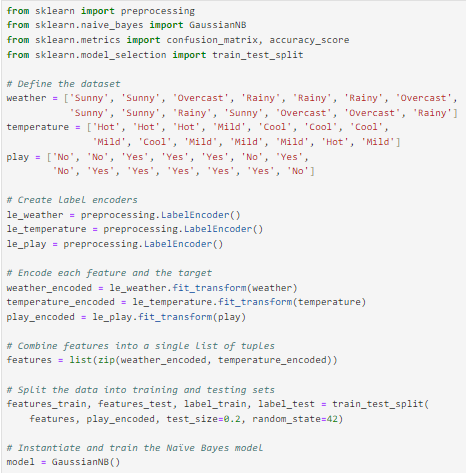 from sklearn import preprocessing
from sklearn.naive_bayes import GaussianNB
from sklearn.metrics import confusion_matrix, accuracy_score
from sklearn.model_selection import train_test_split

# Define the dataset
weather = ['Sunny', 'Sunny', 'Overcast', 'Rainy', 'Rainy', 'Rainy', 'Overcast',
           'Sunny', 'Sunny', 'Rainy', 'Sunny', 'Overcast', 'Overcast', 'Rainy']
temperature = ['Hot', 'Hot', 'Hot', 'Mild', 'Cool', 'Cool', 'Cool',
               'Mild', 'Cool', 'Mild', 'Mild', 'Mild', 'Hot', 'Mild']
play = ['No', 'No', 'Yes', 'Yes', 'Yes', 'No', 'Yes',
        'No', 'Yes', 'Yes', 'Yes', 'Yes', 'Yes', 'No']

# Create label encoders
le_weather = preprocessing.LabelEncoder()
le_temperature = preprocessing.LabelEncoder()
le_play = preprocessing.LabelEncoder()

# Encode each feature and the target
weather_encoded = le_weather.fit_transform(weather)
temperature_encoded = le_temperature.fit_transform(temperature)
play_encoded = le_play.fit_transform(play)

# Combine features into a single list of tuples
features = list(zip(weather_encoded, temperature_encoded))

# Split the data into training and testing sets
features_train, features_test, label_train, label_test = train_test_split(
    features, play_encoded, test_size=0.2, random_state=42)

# Instantiate and train the Naïve Bayes model
model = GaussianNB()